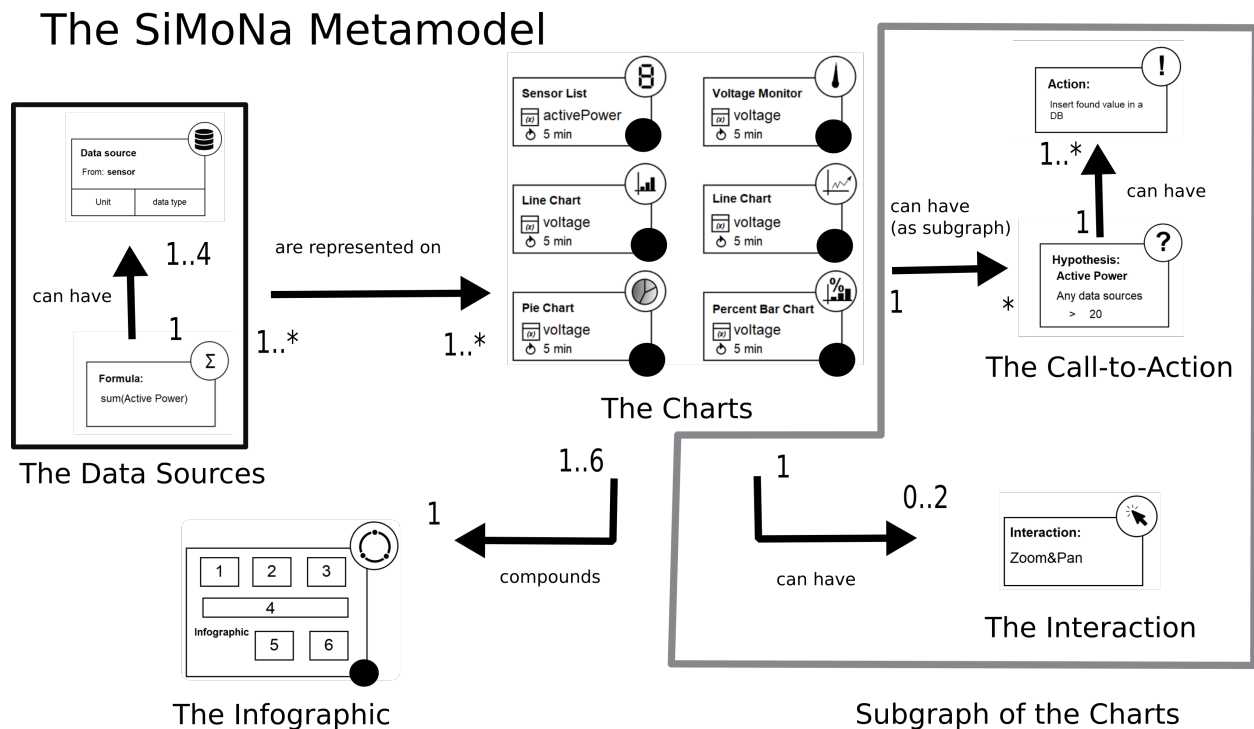 The SiMoNa Metamodel
Data source
From: sensor
Unit
data type
1..4
can have
1
Σ
Formula:
sum(Active Power)
The Data Sources
are represented on
1..*
1..*
Sensor List
8
(x) activePower
5 min
Voltage Monitor
(x) voltage
5 min
Line Chart
(x) voltage
5 min
Line Chart
(x) voltage
5 min
Pie Chart
(x) voltage
5 min
Percent Bar Chart
%
(x) voltage
5 min
The Charts
can have
(as subgraph)
1
*
Action:
!
Insert found value in a
DB
1..*
can have
1
Hypothesis:
?
Active Power
Any data sources
> 20
The Call-to-Action
1..6
1
compounds
1
2
3
4
Infographic
5
6
The Infographic
1
0..2
can have
Interaction:
Zoom&Pan
The Interaction
Subgraph of the Charts